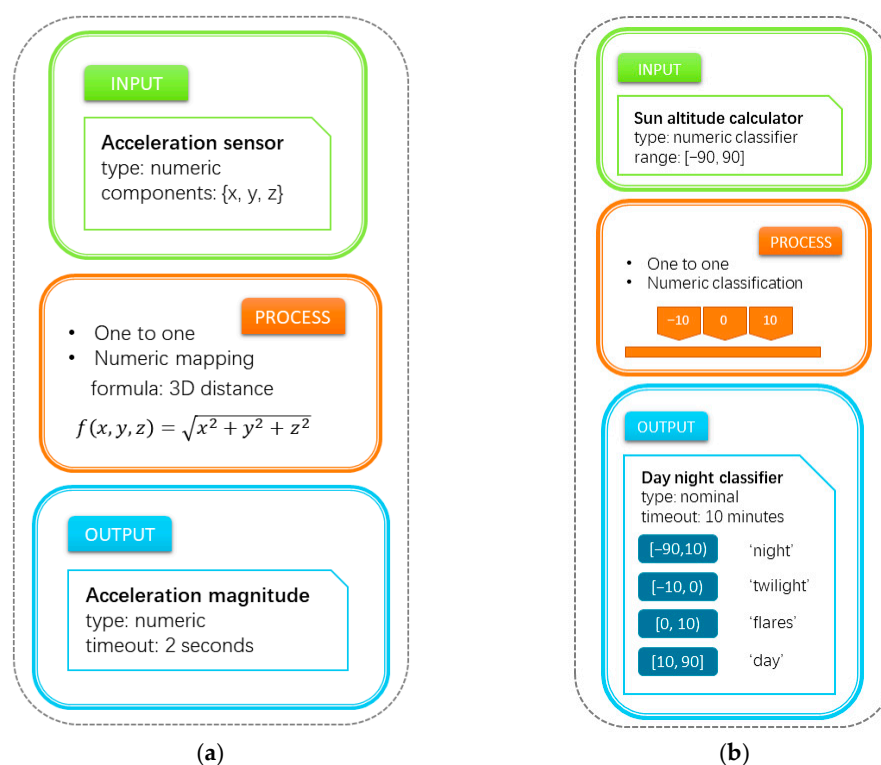 INPUT
Acceleration sensor
type: numeric
components: {x, y, z}
PROCESS
• One to one
• Numeric mapping
formula: 3D distance
f(x, y, z) = √x² + y² + z²
OUTPUT
Acceleration magnitude
type: numeric
timeout: 2 seconds
(a)
INPUT
Sun altitude calculator
type: numeric classifier
range: [–90, 90]
PROCESS
• One to one
• Numeric classification
–10 0 10
OUTPUT
Day night classifier
type: nominal
timeout: 10 minutes
[–90,10) ‘night’
[–10, 0) ‘twilight’
[0, 10) ‘flares’
[10, 90] ‘day’
(b)